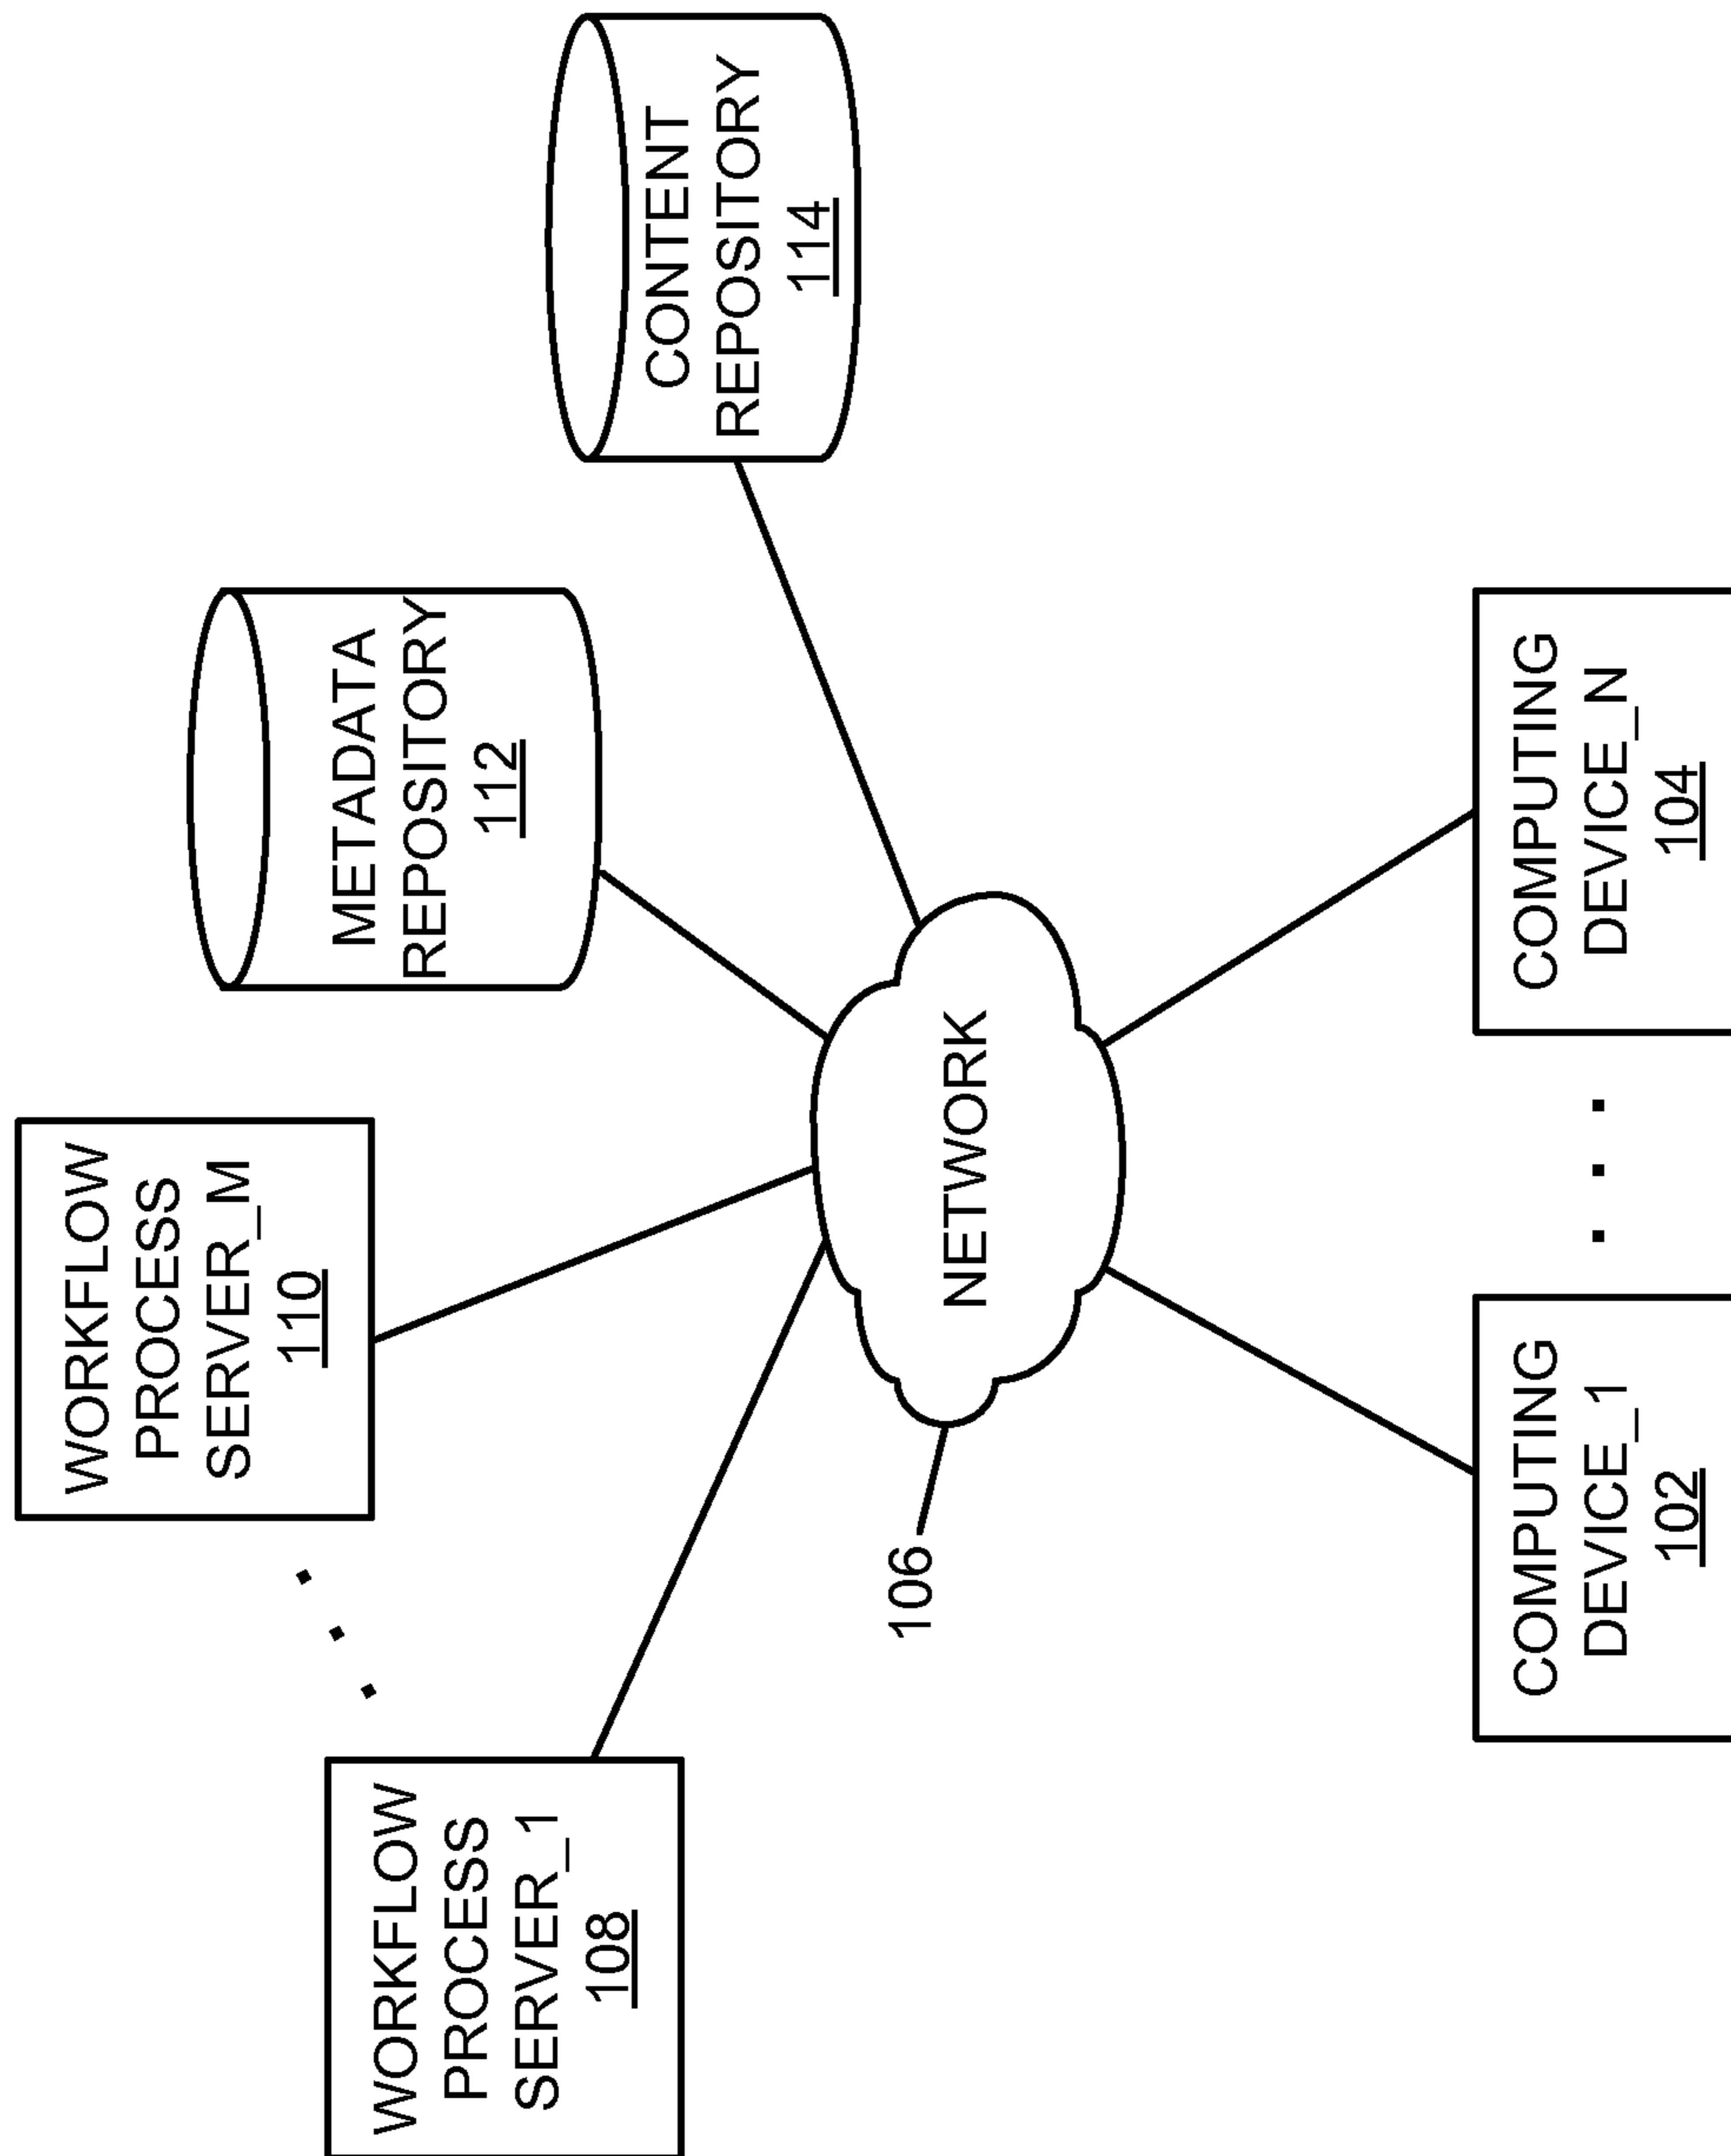 WORKFLOW
PROCESS
SERVER_1
108
WORKFLOW
PROCESS
SERVER_M
110
METADATA
REPOSITORY
112
CONTENT
REPOSITORY
114
NETWORK
106
COMPUTING
DEVICE_1
102
COMPUTING
DEVICE_N
104